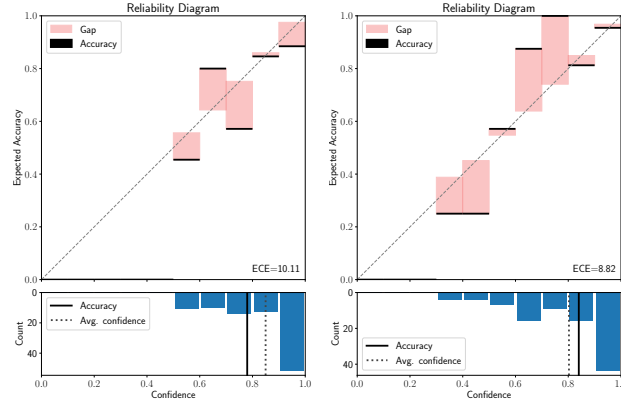 Reliability Diagram
Gap
Accuracy
1.0
0.8
0.6
0.4
0.2
0.0
Expected Accuracy
ECE=10.11
0
20
40
Count
Accuracy
Avg. confidence
0.0
0.2
0.4
0.6
0.8
1.0
Confidence
Reliability Diagram
Gap
Accuracy
1.0
0.8
0.6
0.4
0.2
0.0
Expected Accuracy
ECE=8.82
0
20
40
Count
Accuracy
Avg. confidence
0.0
0.2
0.4
0.6
0.8
1.0
Confidence